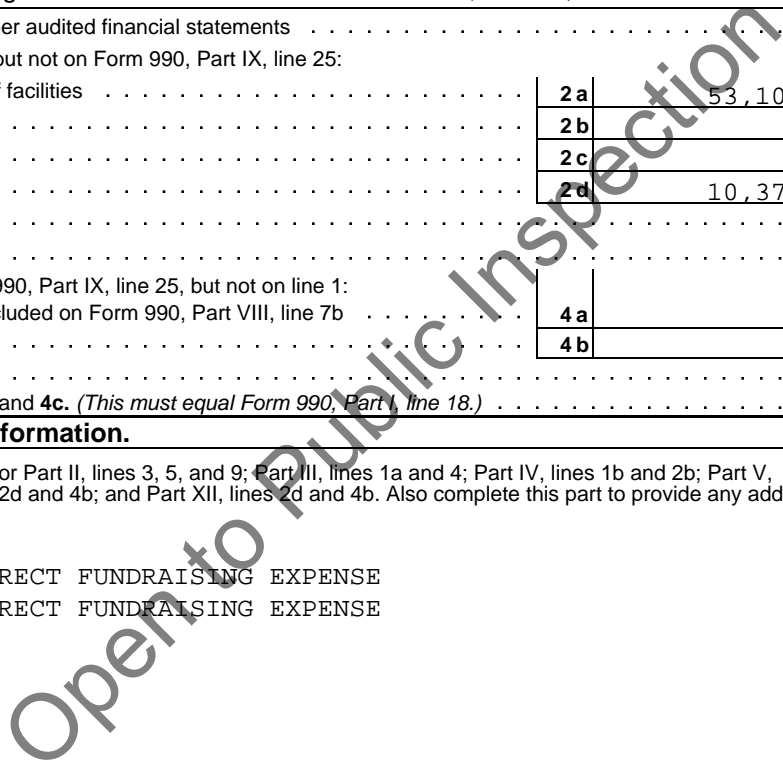 er audited financial statements . . . . . . . . . . . . . . . . . . . . . . . . . .
out not on Form 990, Part IX, line 25:
facilities . . . . . . . . . . . . . . . . . . . . . . . . 2a 53,10
. . . . . . . . . . . . . . . . . . . . . . . . . . . . 2b
. . . . . . . . . . . . . . . . . . . . . . . . . . . . 2c
. . . . . . . . . . . . . . . . . . . . . . . . . . . . 2d 10,37
. . . . . . . . . . . . . . . . . . . . . . . . . . . . . . . . . . . . . . . .
. . . . . . . . . . . . . . . . . . . . . . . . . . . . . . . . . . . . . . . .
990, Part IX, line 25, but not on line 1:
cluded on Form 990, Part VIII, line 7b . . . . . . . . . 4a
. . . . . . . . . . . . . . . . . . . . . . . . . . . . 4b
. . . . . . . . . . . . . . . . . . . . . . . . . . . . . . . . . . . . . . . .
and 4c. (This must equal Form 990, Part I, line 18.) . . . . . . . . . . . . . . . .
formation.
or Part II, lines 3, 5, and 9; Part III, lines 1a and 4; Part IV, lines 1b and 2b; Part V,
2d and 4b; and Part XII, lines 2d and 4b. Also complete this part to provide any add
RECT FUNDRAISING EXPENSE
RECT FUNDRAISING EXPENSE
Open to Public Inspection